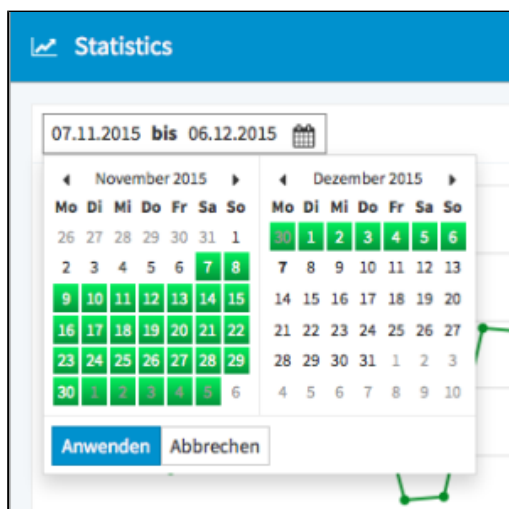 Statistics
07.11.2015 bis 06.12.2015
November 2015
Mo Di Mi Do Fr Sa So
26 27 28 29 30 31 1
2 3 4 5 6 7 8
9 10 11 12 13 14 15
16 17 18 19 20 21 22
23 24 25 26 27 28 29
30 1 2 3 4 5 6
Dezember 2015
Mo Di Mi Do Fr Sa So
30 1 2 3 4 5 6
7 8 9 10 11 12 13
14 15 16 17 18 19 20
21 22 23 24 25 26 27
28 29 30 31 1 2 3
4 5 6 7 8 9 10
Anwenden Abbrechen